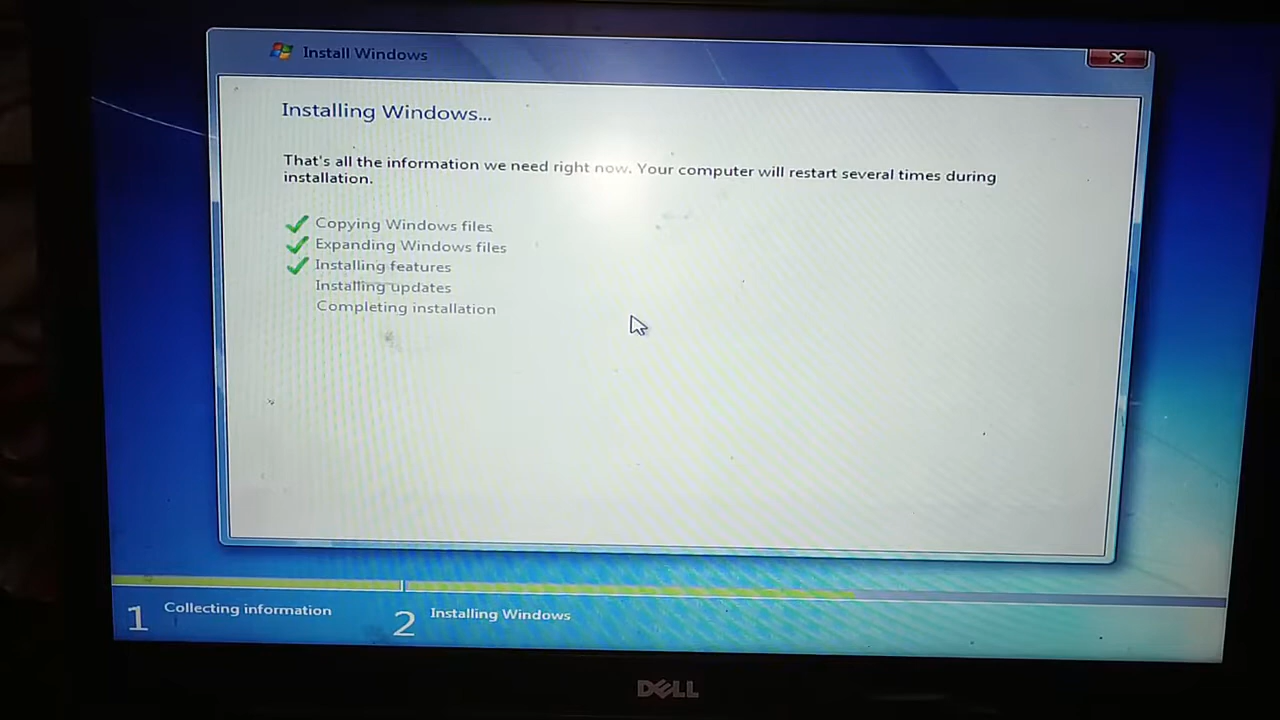 Install Windows
Installing Windows...
That's all the information we need right now. Your computer will restart several times during
installation.
Copying Windows files
Expanding Windows files
Installing features
Installing updates
Completing installation
1 Collecting information
2 Installing Windows
DELL